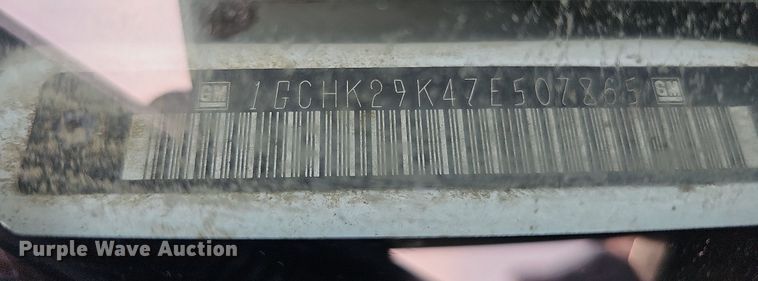 GM 1GCHK29K47E507865 GM
Purple Wave Auction